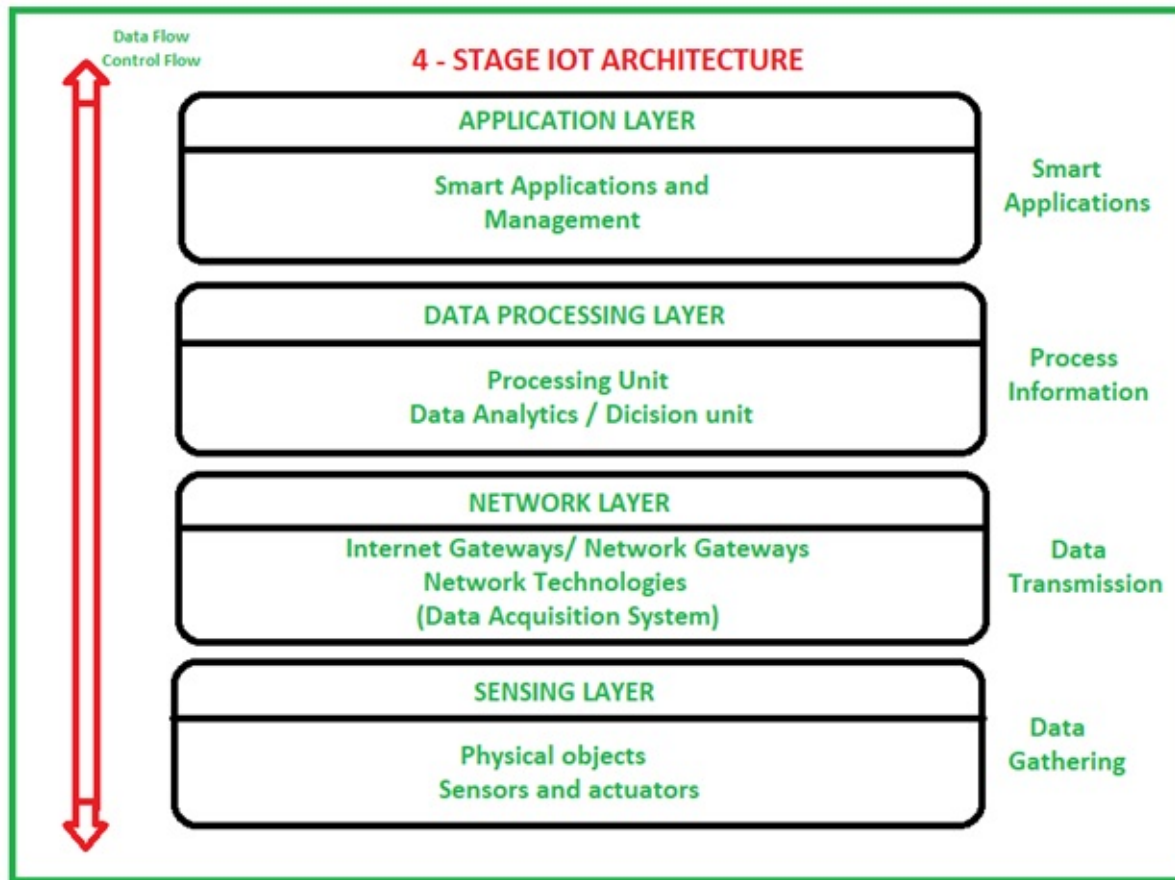 Data Flow
Control Flow
4 - STAGE IOT ARCHITECTURE
APPLICATION LAYER
Smart Applications and
Management
Smart
Applications
DATA PROCESSING LAYER
Processing Unit
Data Analytics / Dicision unit
Process
Information
NETWORK LAYER
Internet Gateways/ Network Gateways
Network Technologies
(Data Acquisition System)
Data
Transmission
SENSING LAYER
Physical objects
Sensors and actuators
Data
Gathering